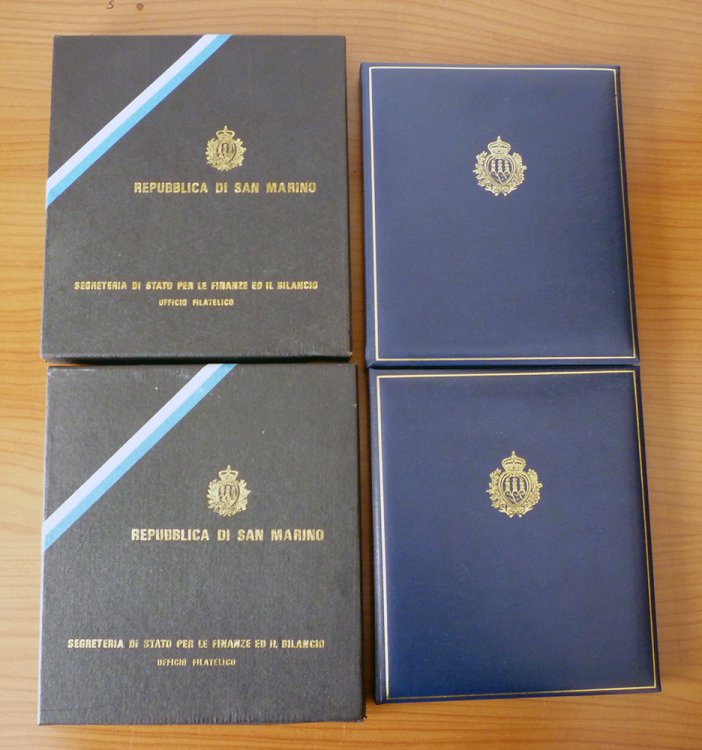 REPUBBLICA DI SAN MARINO
SEGRETERIA DI STATO PER LE FINANZE ED IL BILANCIO
UFFICIO FILATELICO
REPUBBLICA DI SAN MARINO
SEGRETERIA DI STATO PER LE FINANZE ED IL BILANCIO
UFFICIO FILATELICO